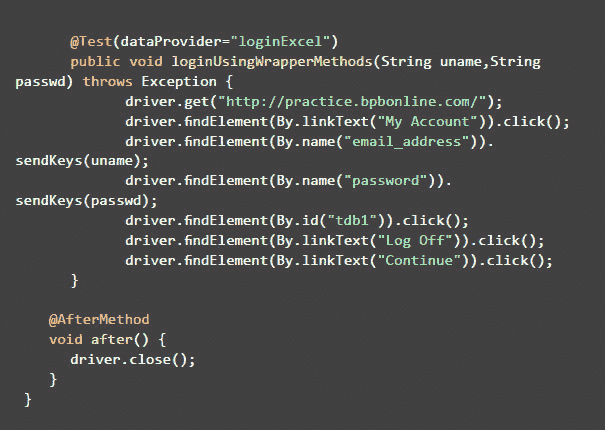 @Test(dataProvider="loginExcel")
public void loginUsingWrapperMethods(String uname,String
passwd) throws Exception {
driver.get("http://practice.bpbonline.com/");
driver.findElement(By.linkText("My Account")).click();
driver.findElement(By.name("email_address")).
sendKeys(uname);
driver.findElement(By.name("password")).
sendKeys(passwd);
driver.findElement(By.id("tdb1")).click();
driver.findElement(By.linkText("Log Off")).click();
driver.findElement(By.linkText("Continue")).click();
}
@AfterMethod
void after() {
driver.close();
}
}